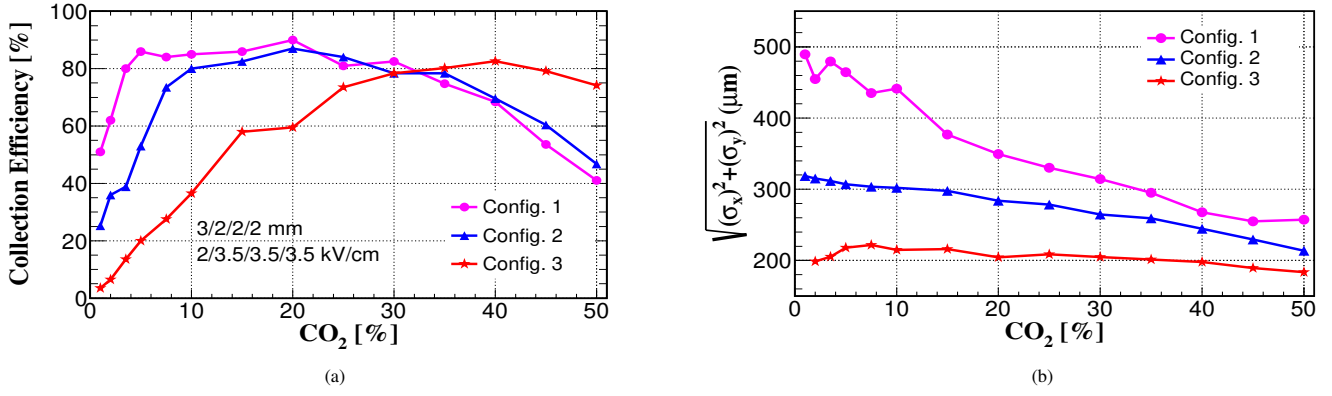 Collection Efficiency [%]
100
80
60
40
20
0
3/2/2/2 mm
2/3.5/3.5/3.5 kV/cm
Config. 1
Config. 2
Config. 3
0 10 20 30 40 50
CO₂ [%]
(a)
√(σₓ)²+(σᵧ)² (μm)
500
400
300
200
Config. 1
Config. 2
Config. 3
0 10 20 30 40 50
CO₂ [%]
(b)